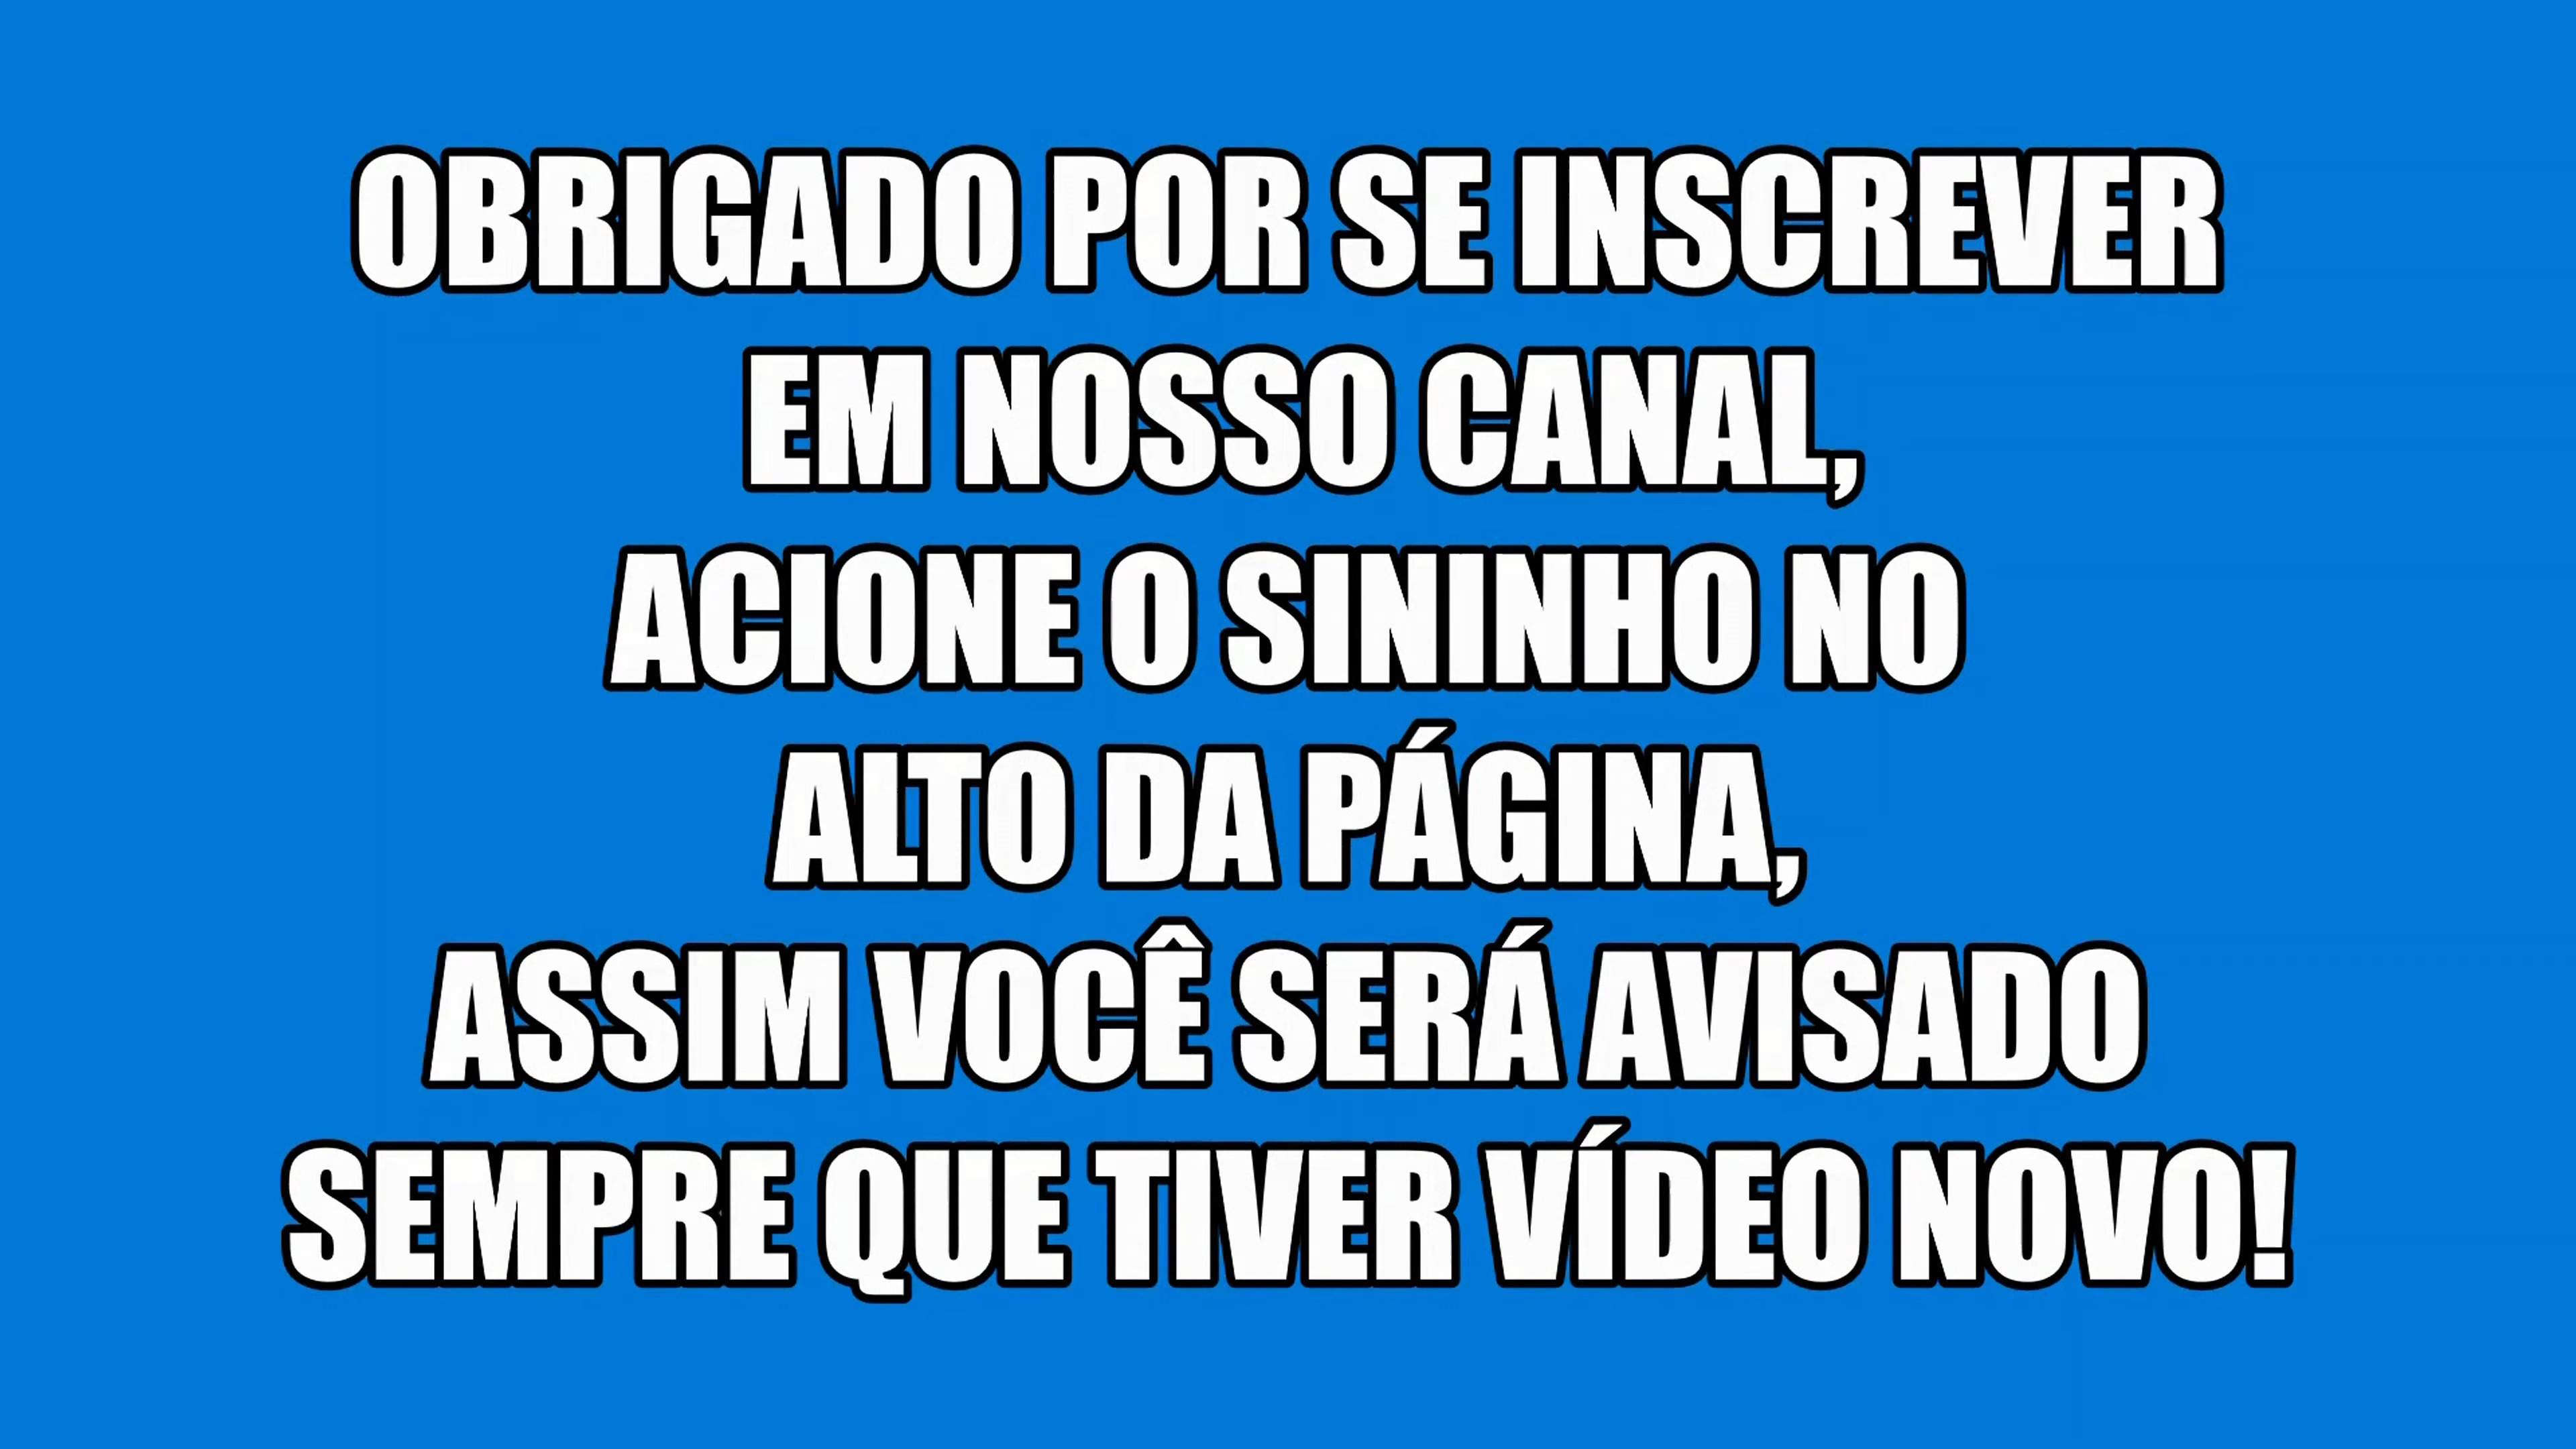 OBRIGADO POR SE INSCREVER
EM NOSSO CANAL,
ACIONE O SININHO NO
ALTO DA PÁGINA,
ASSIM VOCÊ SERÁ AVISADO
SEMPRE QUE TIVER VÍDEO NOVO!